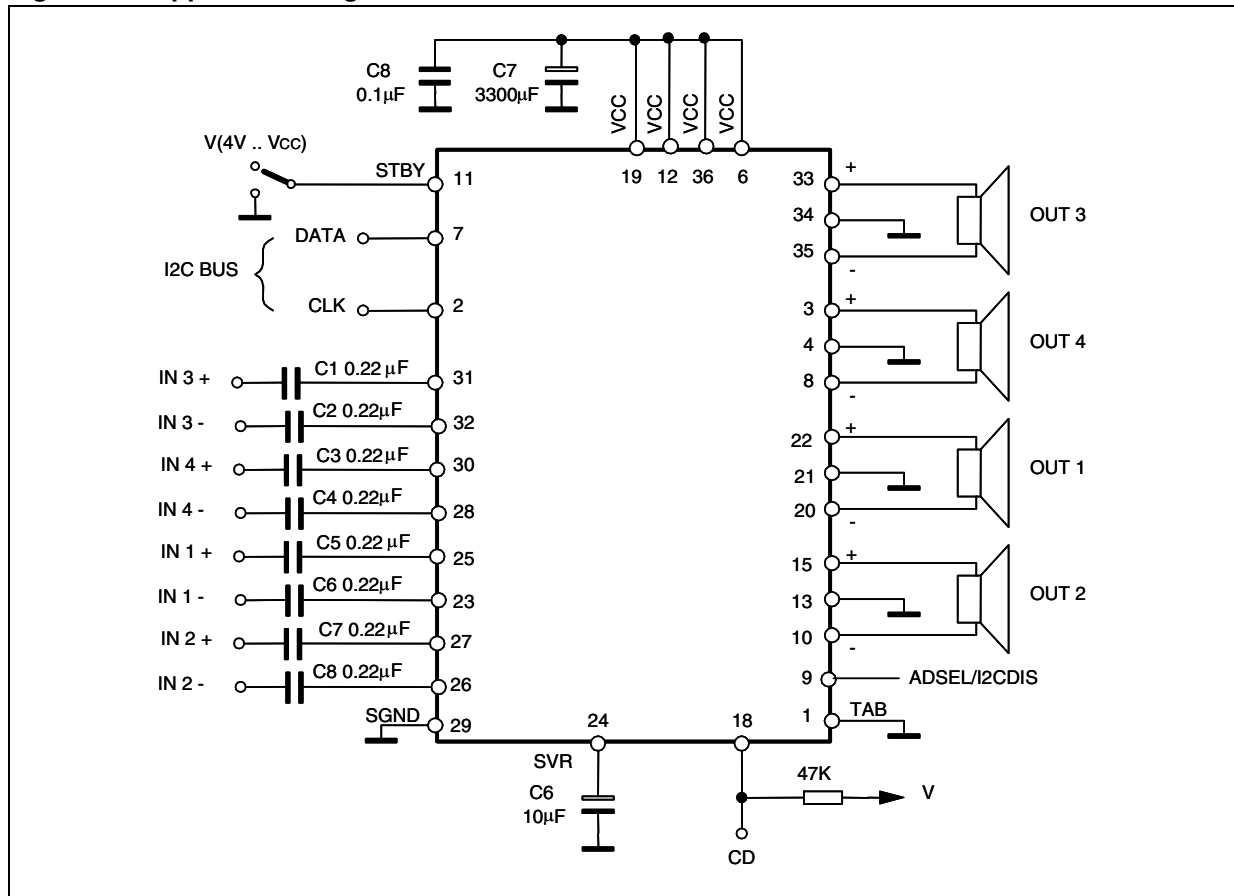 C8
0.1µF
C7
3300µF
VCC
VCC
VCC
VCC
V(4V .. VCC)
STBY
11
19
12
36
6
33
+
34
35
-
OUT 3
DATA
7
I2C BUS
CLK
2
3
+
4
8
-
OUT 4
IN 3 +
C1 0.22 µF
31
IN 3 -
C2 0.22µF
32
IN 4 +
C3 0.22 µF
30
IN 4 -
C4 0.22µF
28
22
+
21
20
-
OUT 1
IN 1 +
C5 0.22 µF
25
IN 1 -
C6 0.22µF
23
IN 2 +
C7 0.22µF
27
IN 2 -
C8 0.22µF
26
15
+
13
10
-
OUT 2
9
ADSEL/I2CDIS
SGND
29
24
18
1
TAB
SVR
C6
10µF
47K
V
CD